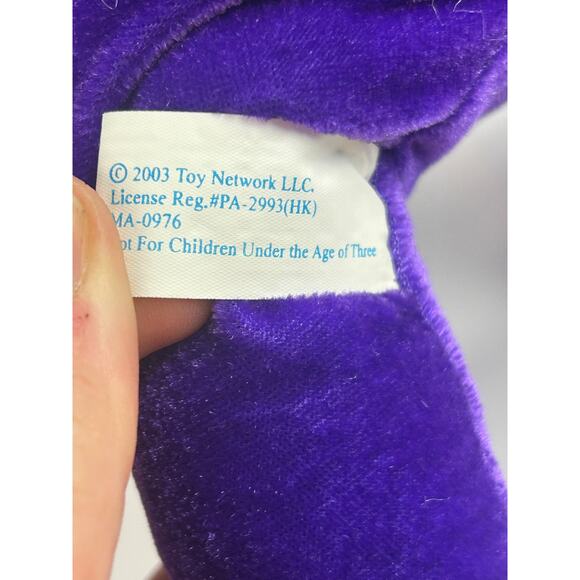 © 2003 Toy Network LLC.
License Reg.#PA-2993(HK)
MA-0976
ot For Children Under the Age of Three